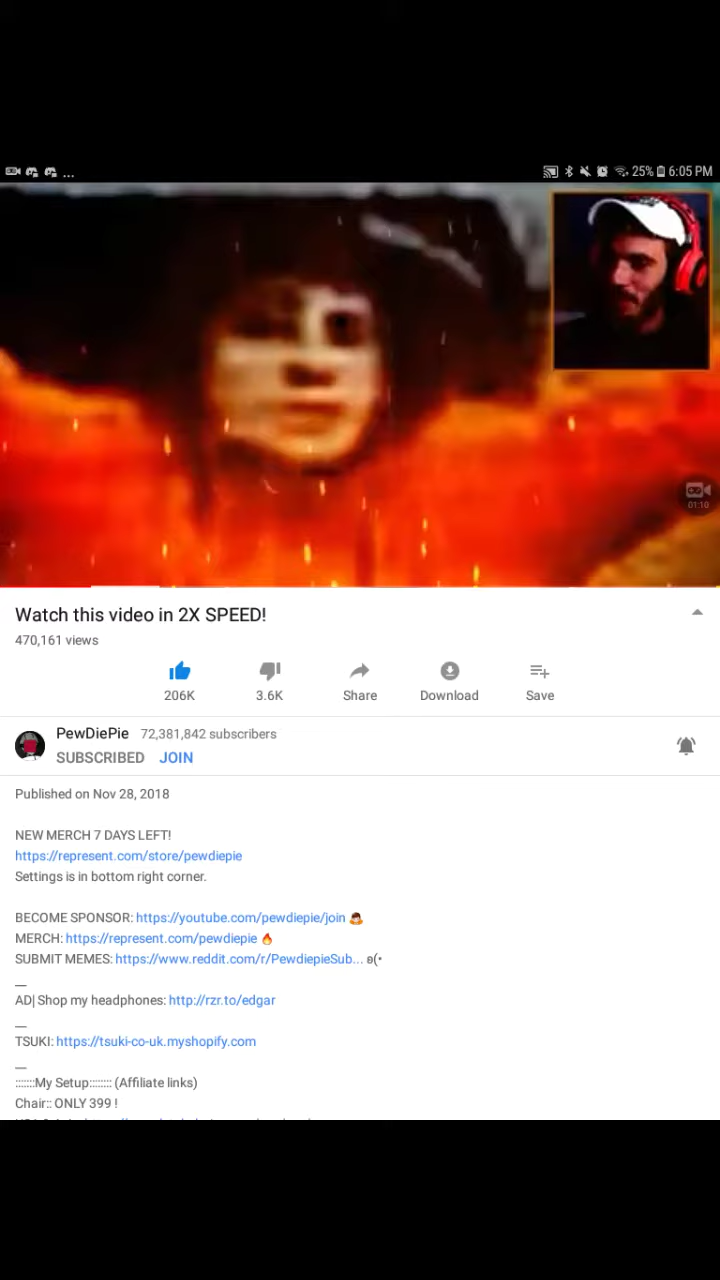 ... 25% 6:05 PM
01:10
Watch this video in 2X SPEED!
470,161 views
206K 3.6K Share Download Save
PewDiePie 72,381,842 subscribers
SUBSCRIBED JOIN
Published on Nov 28, 2018
NEW MERCH 7 DAYS LEFT!
https://represent.com/store/pewdiepie
Settings is in bottom right corner.
BECOME SPONSOR: https://youtube.com/pewdiepie/join 🙇
MERCH: https://represent.com/pewdiepie 🔥
SUBMIT MEMES: https://www.reddit.com/r/PewdiepieSub... ʚ(•
__
AD| Shop my headphones: http://rzr.to/edgar
__
TSUKI: https://tsuki-co-uk.myshopify.com
__
:::::::My Setup:::::::: (Affiliate links)
Chair:: ONLY 399 !